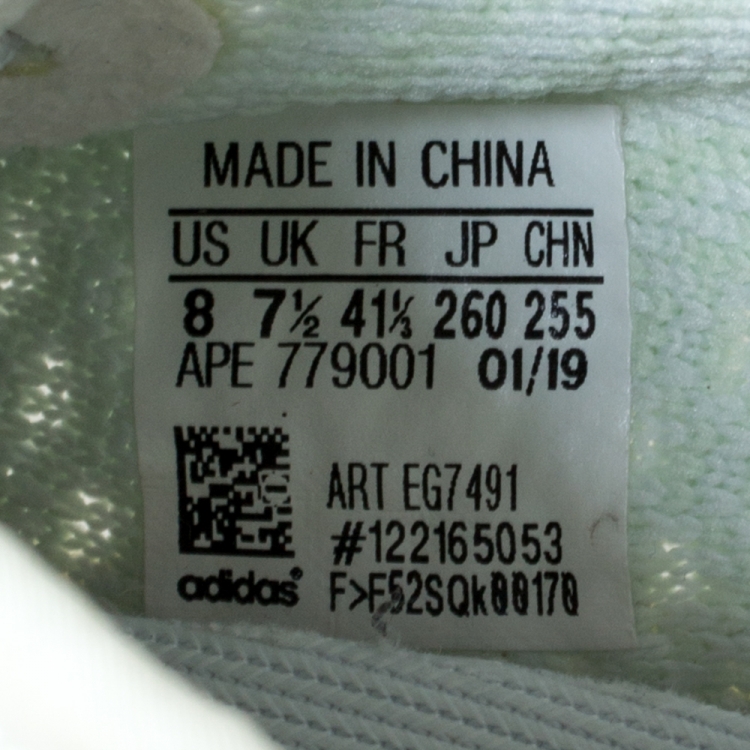 MADE IN CHINA
US UK FR JP CHN
8 7½ 41⅓ 260 255
APE 779001 01/19
ART EG7491
#122165053
adidas®
F>F52SQk00170